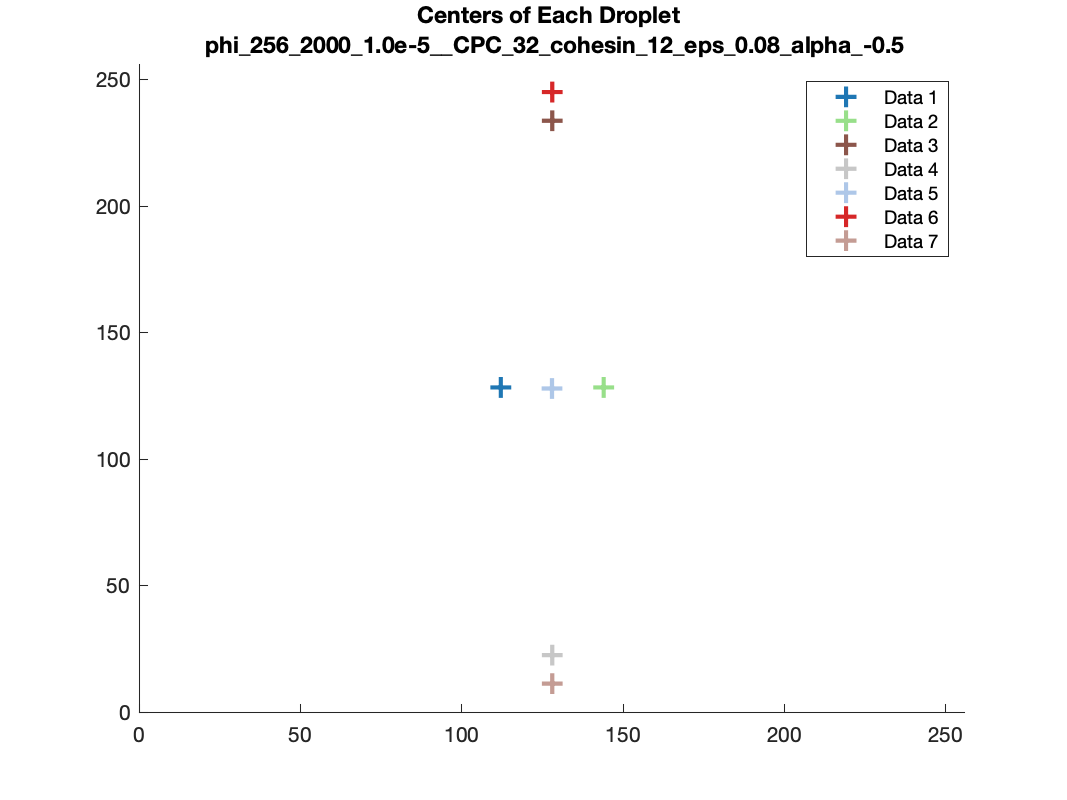 Centers of Each Droplet
phi_256_2000_1.0e-5__CPC_32_cohesin_12_eps_0.08_alpha_-0.5
250
200
150
100
50
0
0 50 100 150 200 250
Data 1
Data 2
Data 3
Data 4
Data 5
Data 6
Data 7